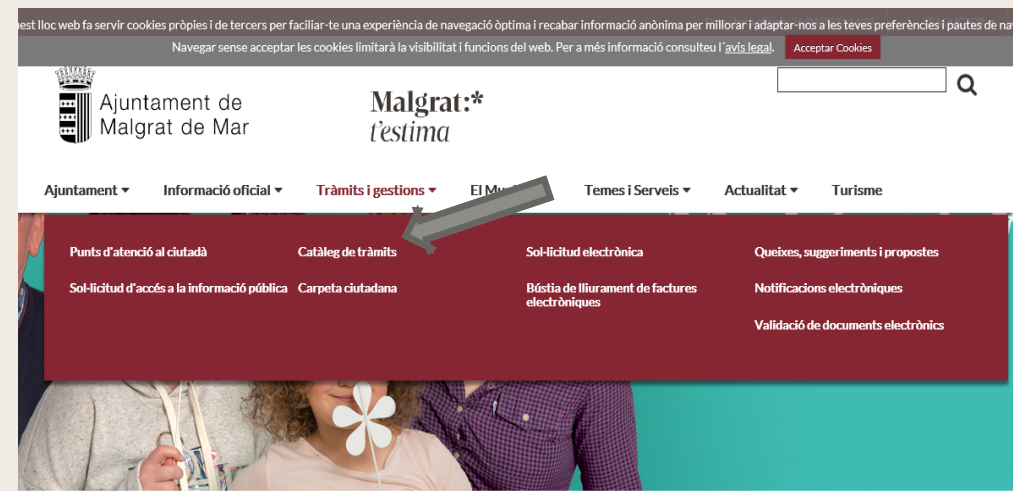 lloc web fa servir cookies pròpies i de tercers per faciliar-te una experiència de navegació òptima i recabar informació anònima per millorar i adaptar-nos a les teves preferències i pautes de
Navegar sense acceptar les cookies limitarà la visibilitat i funcions del web. Per a més informació consulteu l´avis legal. Acceptar Cookies
Ajuntament de
Malgrat de Mar
Malgrat:*
t'estima
Ajuntament Informació oficial Tràmits i gestions El Temes i Serveis Actualitat Turisme
Punts d'atenció al ciutadà Catàleg de tràmits Sol·licitud electrònica Queixes, suggeriments i propostes
Sol·licitud d'accés a la informació pública Carpeta ciutadana Bústia de lliurament de factures Notificacions electròniques
electròniques
Validació de documents electrònics